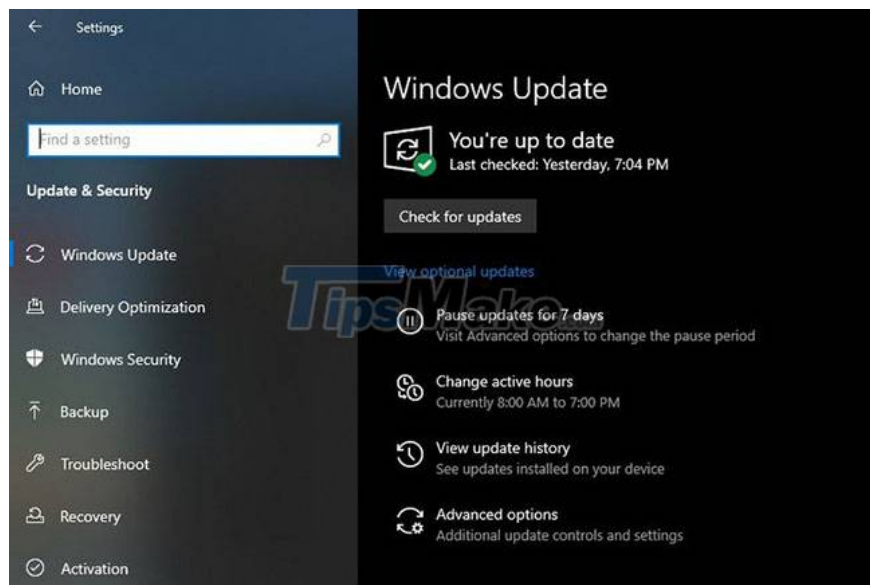 Settings
Home
Find a setting
Update & Security
Windows Update
Delivery Optimization
Windows Security
Backup
Troubleshoot
Recovery
Activation
Windows Update
You're up to date
Last checked: Yesterday, 7:04 PM
Check for updates
View optional updates
Pause updates for 7 days
Visit Advanced options to change the pause period
Change active hours
Currently 8:00 AM to 7:00 PM
View update history
See updates installed on your device
Advanced options
Additional update controls and settings
TipsMake.com